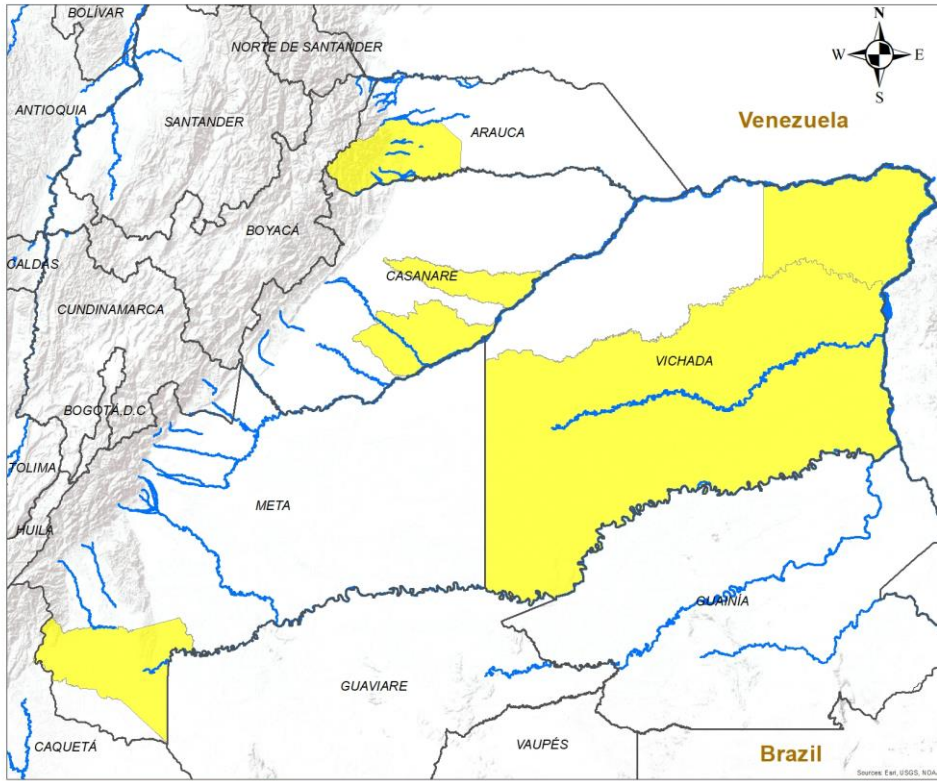 BOLÍVAR
N
NORTE DE SANTANDER
W E
S
ANTIOQUIA
SANTANDER
Venezuela
ARAUCA
BOYACÁ
CALDAS
CASANARE
CUNDINAMARCA
VICHADA
BOGOTÁ, D.C
TOLIMA
META
HUILA
GUAINÍA
GUAVIARE
CAQUETÁ
VAUPÉS
Brazil
Sources: Esri, USGS, NOAA